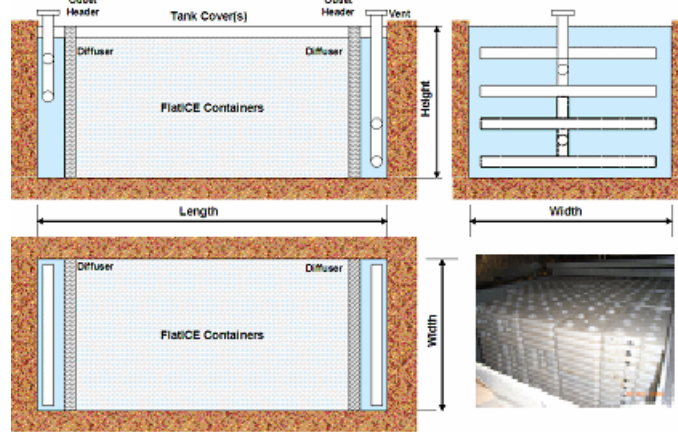 Outlet
Header
Tank Cover(s)
Outlet
Header
Vent
Diffuser
Diffuser
FlatICE Containers
Height
Length
Width
Diffuser
Diffuser
FlatICE Containers
Width